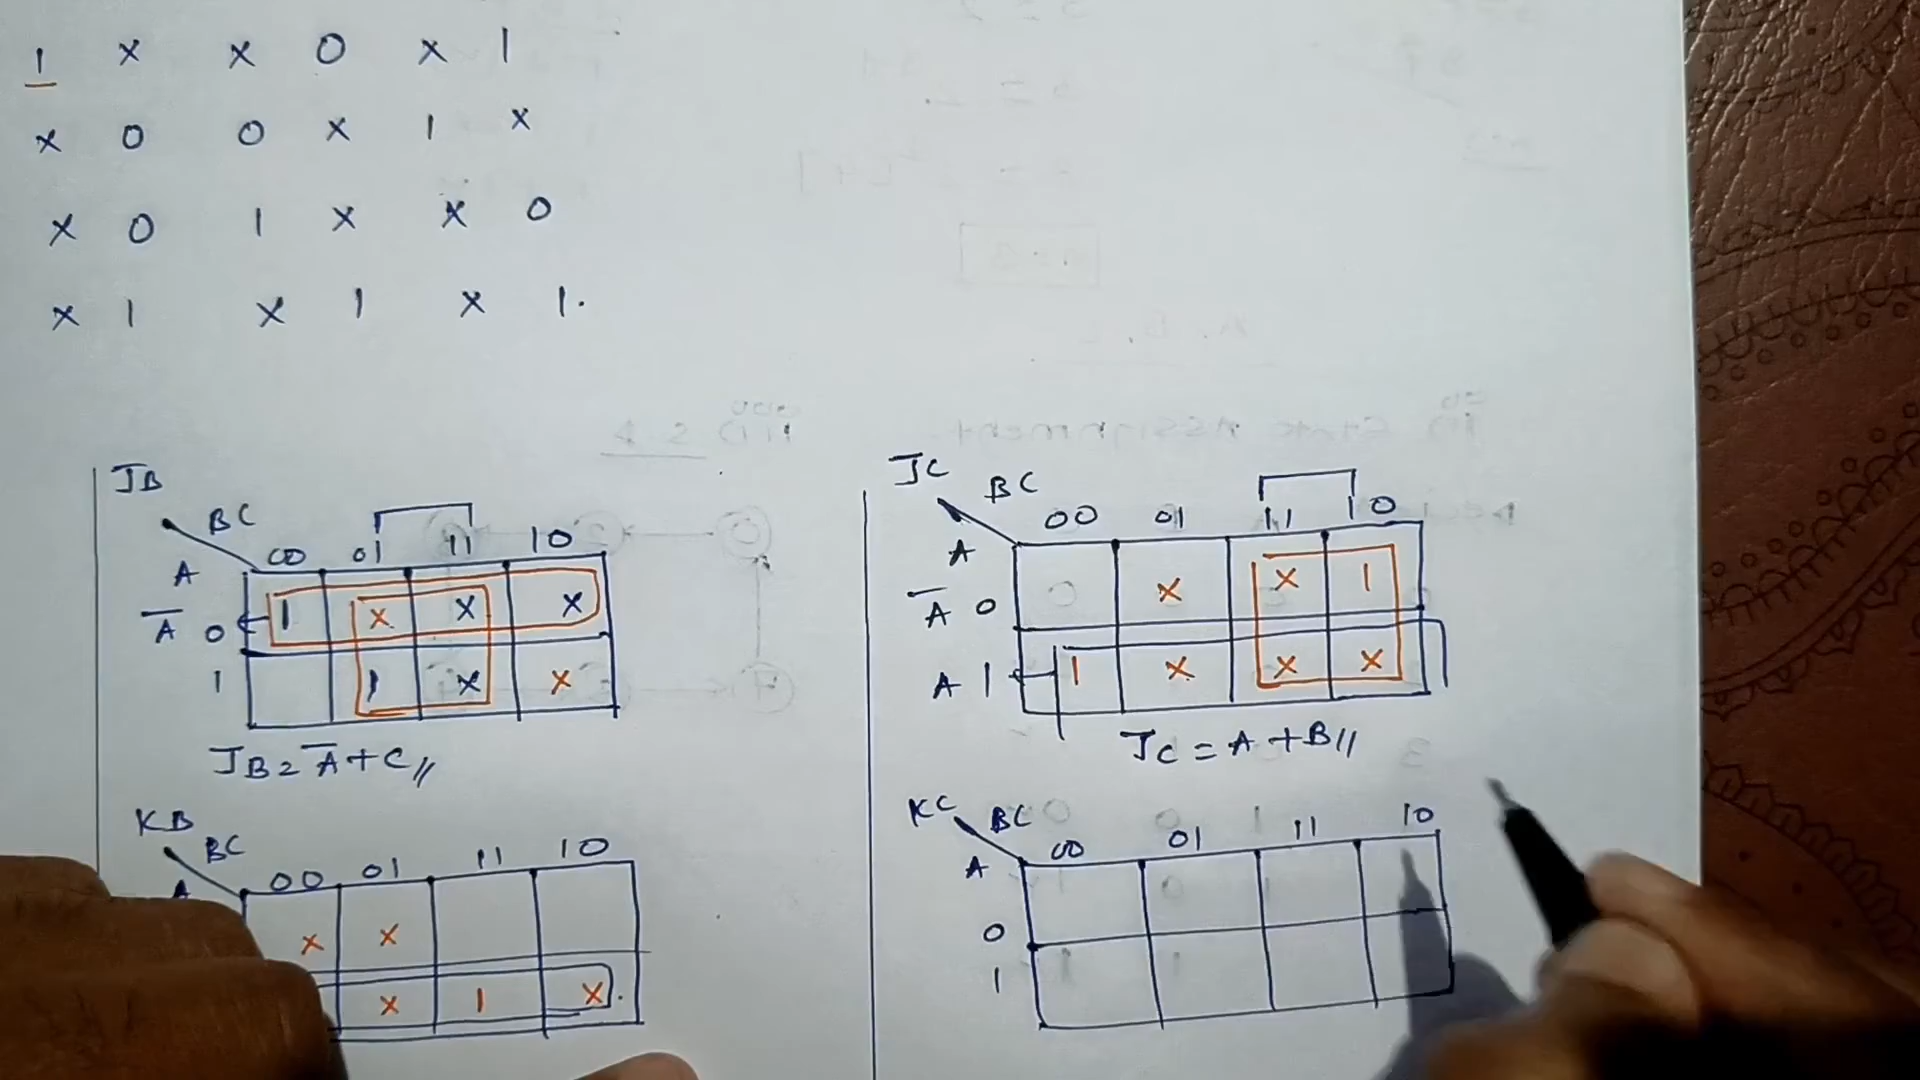 1 x x 0 x 1
x 0 0 x 1 x
x 0 1 x x 0
x 1 x 1 x 1.
JB
BC
00 01 11 10
A
A̅ 0 1 x x x
1 1 x x
JB = A̅ + C //
KB
BC
00 01 11 10
A
x x
x 1 x .
JC
BC
00 01 11 10
A
A̅ 0 x x 1
A 1 1 x x x
JC = A + B //
KC
BC
00 01 11 10
A
0
1